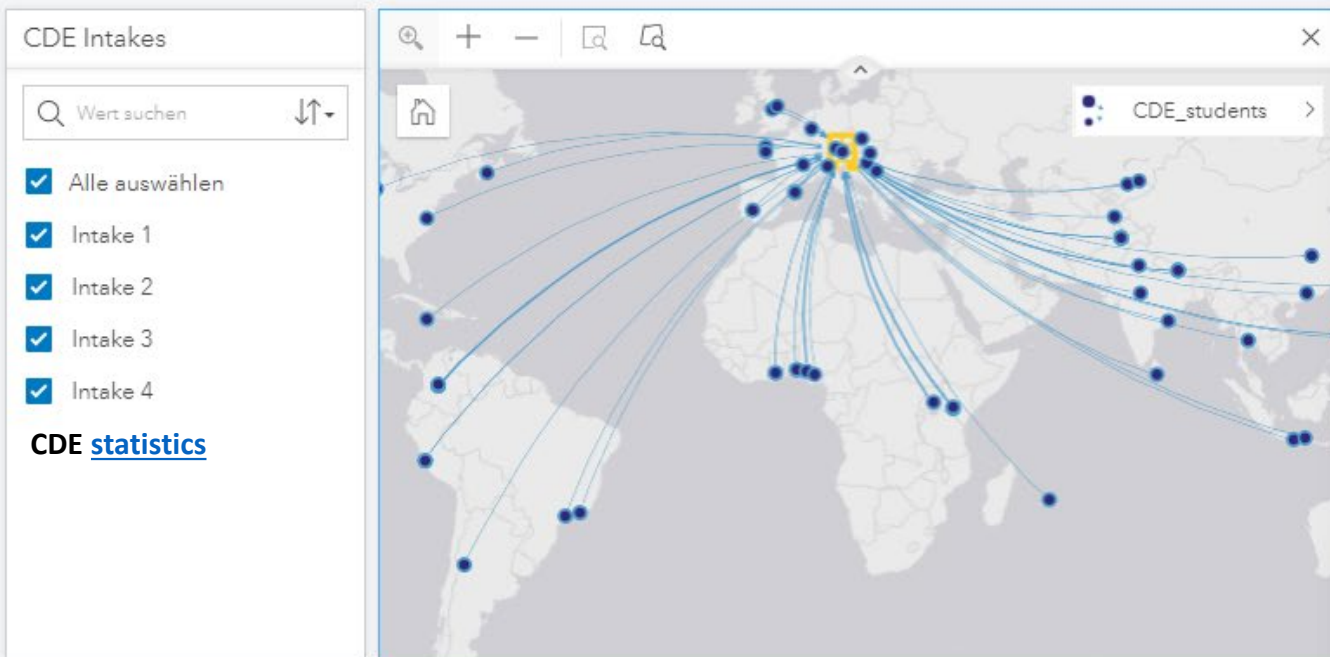 CDE Intakes
Wert suchen
Alle auswählen
Intake 1
Intake 2
Intake 3
Intake 4
CDE statistics
CDE_students